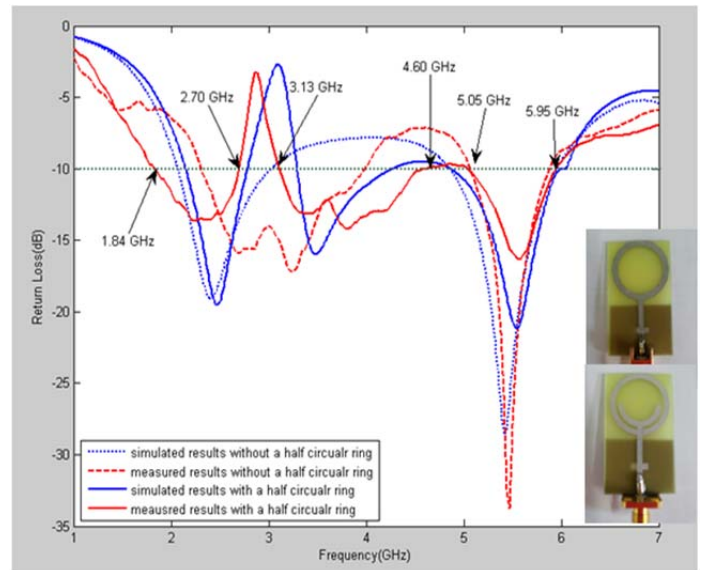 0
-5
-10
-15
-20
-25
-30
-35
Return Loss(dB)
2.70 GHz
3.13 GHz
4.60 GHz
5.05 GHz
5.95 GHz
1.84 GHz
simulated results without a half circualr ring
measured results without a half circualr ring
simulated results with a half circualr ring
meausred results with a half circualr ring
1 2 3 4 5 6 7
Frequency(GHz)